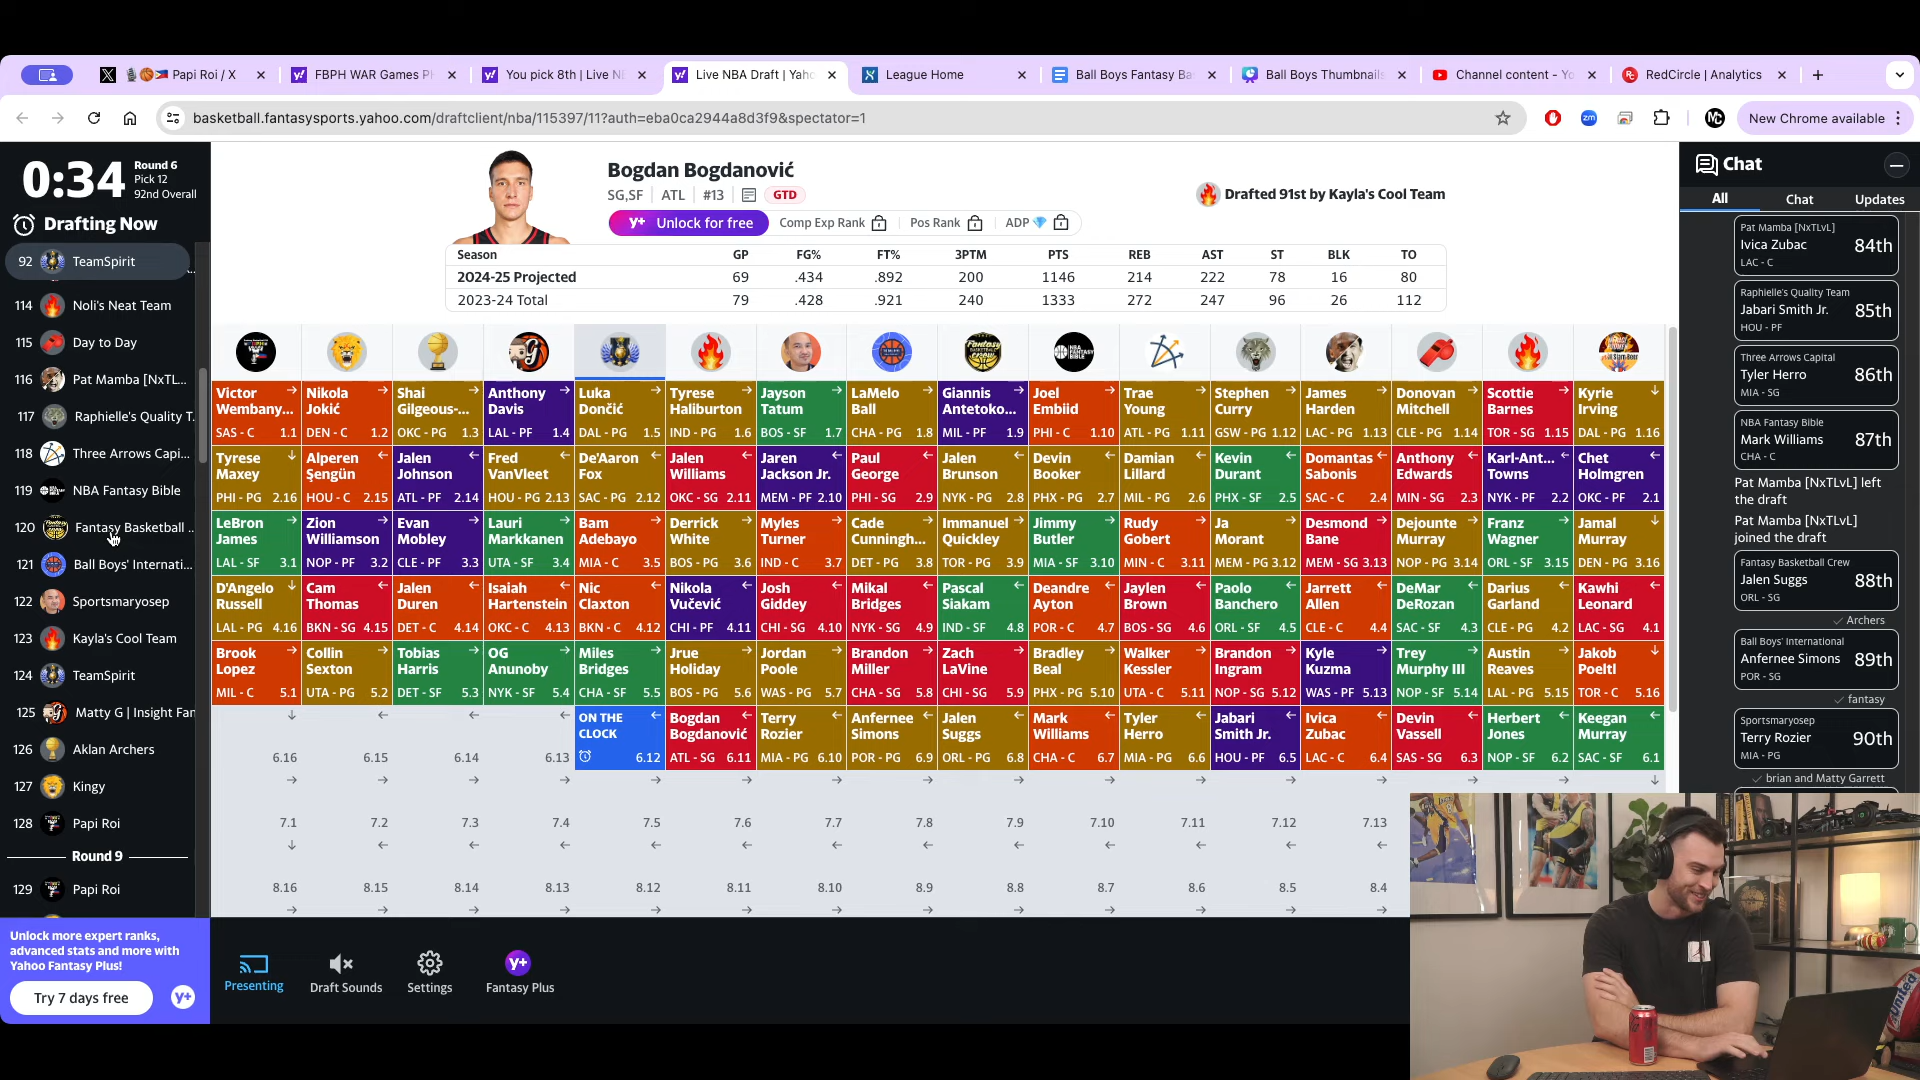 Papi Roi / X
FBPH WAR Games P
You pick 8th | Live N
Live NBA Draft | Yaho
League Home
Ball Boys Fantasy Ba
Ball Boys Thumbnails
Channel content - Yo
RedCircle | Analytics
basketball.fantasysports.yahoo.com/draftclient/nba/115397/11?auth=eba0ca2944a8d3f9&spectator=1
New Chrome available
0:34
Round 6
Pick 12
92nd Overall
Drafting Now
92 TeamSpirit
114 Noli's Neat Team
115 Day to Day
116 Pat Mamba [NxTL...
117 Raphielle's Quality T.
118 Three Arrows Capi...
119 NBA Fantasy Bible
120 Fantasy Basketball ..
121 Ball Boys' Internati...
122 Sportsmaryosep
123 Kayla's Cool Team
124 TeamSpirit
125 Matty G | Insight Fan
126 Aklan Archers
127 Kingy
128 Papi Roi
Round 9
129 Papi Roi
Unlock more expert ranks,
advanced stats and more with
Yahoo Fantasy Plus!
Try 7 days free
y+
Bogdan Bogdanović
SG,SF ATL #13 GTD
y+ Unlock for free Comp Exp Rank Pos Rank ADP
Drafted 91st by Kayla's Cool Team
Season GP FG% FT% 3PTM PTS REB AST ST BLK TO
2024-25 Projected 69 .434 .892 200 1146 214 222 78 16 80
2023-24 Total 79 .428 .921 240 1333 272 247 96 26 112
Victor Nikola Shai Anthony Luka Tyrese Jayson LaMelo Giannis Joel Trae Stephen James Donovan Scottie Kyrie
Wembany... Jokić Gilgeous-... Davis Dončić Haliburton Tatum Ball Antetoko... Embiid Young Curry Harden Mitchell Barnes Irving
SAS - C 1.1 DEN - C 1.2 OKC - PG 1.3 LAL - PF 1.4 DAL - PG 1.5 IND - PG 1.6 BOS - SF 1.7 CHA - PG 1.8 MIL - PF 1.9 PHI - C 1.10 ATL - PG 1.11 GSW - PG 1.12 LAC - PG 1.13 CLE - PG 1.14 TOR - SG 1.15 DAL - PG 1.16
Tyrese Alperen Jalen Fred De'Aaron Jalen Jaren Paul Jalen Devin Damian Kevin Domantas Anthony Karl-Ant... Chet
Maxey Şengün Johnson VanVleet Fox Williams Jackson Jr. George Brunson Booker Lillard Durant Sabonis Edwards Towns Holmgren
PHI - PG 2.16 HOU - C 2.15 ATL - PF 2.14 HOU - PG 2.13 SAC - PG 2.12 OKC - SG 2.11 MEM - PF 2.10 PHI - SG 2.9 NYK - PG 2.8 PHX - PG 2.7 MIL - PG 2.6 PHX - SF 2.5 SAC - C 2.4 MIN - SG 2.3 NYK - PF 2.2 OKC - PF 2.1
LeBron Zion Evan Lauri Bam Derrick Myles Cade Immanuel Jimmy Rudy Ja Desmond Dejounte Franz Jamal
James Williamson Mobley Markkanen Adebayo White Turner Cunningh... Quickley Butler Gobert Morant Bane Murray Wagner Murray
LAL - SF 3.1 NOP - PF 3.2 CLE - PF 3.3 UTA - SF 3.4 MIA - C 3.5 BOS - PG 3.6 IND - C 3.7 DET - PG 3.8 TOR - PG 3.9 MIA - SF 3.10 MIN - C 3.11 MEM - PG 3.12 MEM - SG 3.13 NOP - PG 3.14 ORL - SF 3.15 DEN - PG 3.16
D'Angelo Cam Jalen Isaiah Nic Nikola Josh Mikal Pascal Deandre Jaylen Paolo Jarrett DeMar Darius Kawhi
Russell Thomas Duren Hartenstein Claxton Vučević Giddey Bridges Siakam Ayton Brown Banchero Allen DeRozan Garland Leonard
LAL - PG 4.16 BKN - SG 4.15 DET - C 4.14 OKC - C 4.13 BKN - C 4.12 CHI - PF 4.11 CHI - SG 4.10 NYK - SG 4.9 IND - SF 4.8 POR - C 4.7 BOS - SG 4.6 ORL - SF 4.5 CLE - C 4.4 SAC - SF 4.3 CLE - PG 4.2 LAC - SG 4.1
Brook Collin Tobias OG Miles Jrue Jordan Brandon Zach Bradley Walker Brandon Kyle Trey Austin Jakob
Lopez Sexton Harris Anunoby Bridges Holiday Poole Miller LaVine Beal Kessler Ingram Kuzma Murphy III Reaves Poeltl
MIL - C 5.1 UTA - PG 5.2 DET - SF 5.3 NYK - SF 5.4 CHA - SF 5.5 BOS - PG 5.6 WAS - PG 5.7 CHA - SG 5.8 CHI - SG 5.9 PHX - PG 5.10 UTA - C 5.11 NOP - SG 5.12 WAS - PF 5.13 NOP - SF 5.14 LAL - PG 5.15 TOR - C 5.16
ON THE Bogdan Terry Anfernee Jalen Mark Tyler Jabari Ivica Devin Herbert Keegan
CLOCK Bogdanović Rozier Simons Suggs Williams Herro Smith Jr. Zubac Vassell Jones Murray
6.16 6.15 6.14 6.13 6.12 ATL - SG 6.11 MIA - PG 6.10 POR - PG 6.9 ORL - PG 6.8 CHA - C 6.7 MIA - PG 6.6 HOU - PF 6.5 LAC - C 6.4 SAS - SG 6.3 NOP - SF 6.2 SAC - SF 6.1
7.1 7.2 7.3 7.4 7.5 7.6 7.7 7.8 7.9 7.10 7.11 7.12 7.13
8.16 8.15 8.14 8.13 8.12 8.11 8.10 8.9 8.8 8.7 8.6 8.5 8.4
Presenting
Draft Sounds
Settings
Fantasy Plus
Chat
All Chat Updates
Pat Mamba [NxTLvL]
Ivica Zubac 84th
LAC - C
Raphielle's Quality Team
Jabari Smith Jr. 85th
HOU - PF
Three Arrows Capital
Tyler Herro 86th
MIA - SG
NBA Fantasy Bible
Mark Williams 87th
CHA - C
Pat Mamba [NxTLvL] left
the draft
Pat Mamba [NxTLvL]
joined the draft
Fantasy Basketball Crew
Jalen Suggs 88th
ORL - SG
Archers
Ball Boys' International
Anfernee Simons 89th
POR - SG
fantasy
Sportsmaryosep
Terry Rozier 90th
MIA - PG
brian and Matty Garrett